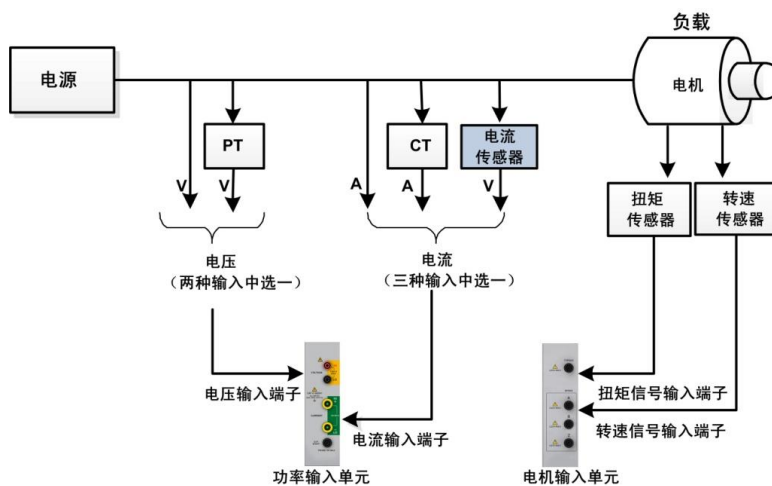 负载
电源
电机
PT
CT
电流
传感器
扭矩
传感器
转速
传感器
V
V
A
A
V
电压
（两种输入中选一）
电流
（三种输入中选一）
电压输入端子
电流输入端子
扭矩信号输入端子
转速信号输入端子
功率输入单元
电机输入单元